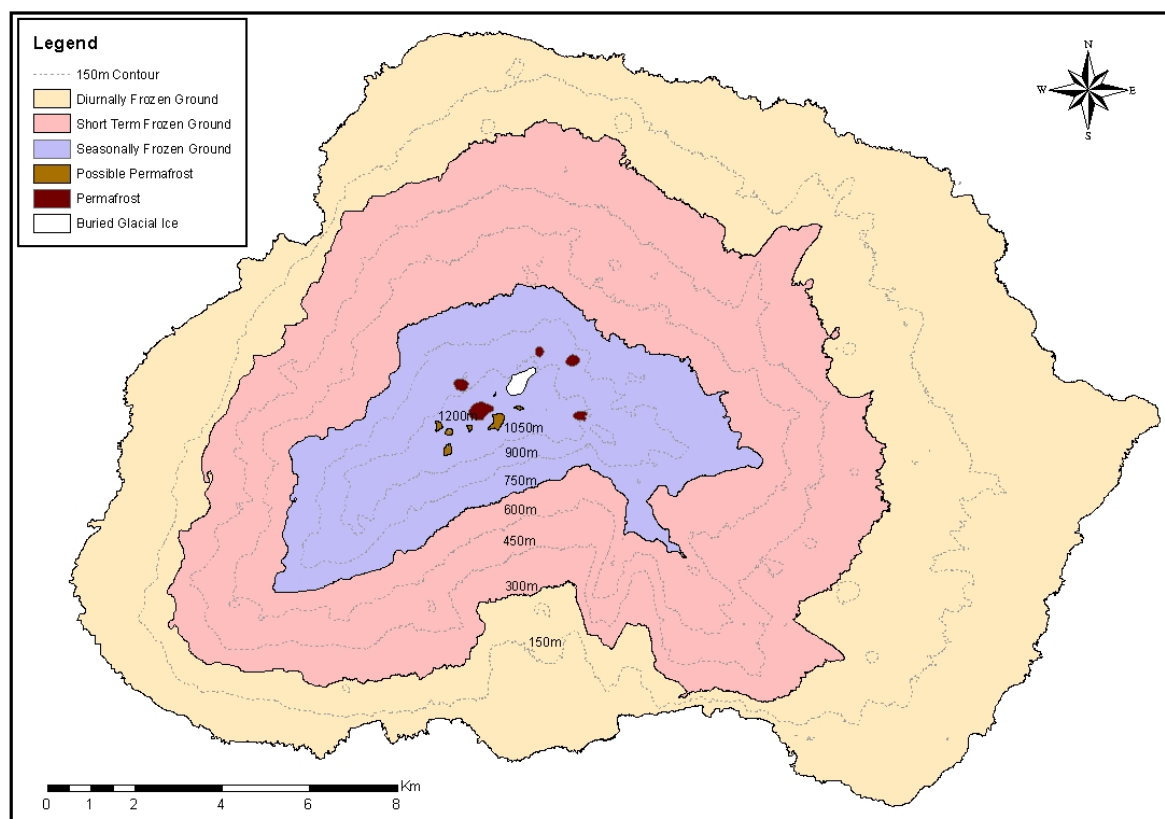 Legend
150m Contour
Diurnally Frozen Ground
Short Term Frozen Ground
Seasonally Frozen Ground
Possible Permafrost
Permafrost
Buried Glacial Ice
N
W E
S
1200m
1050m
900m
750m
600m
450m
300m
150m
Km
0 1 2 4 6 8